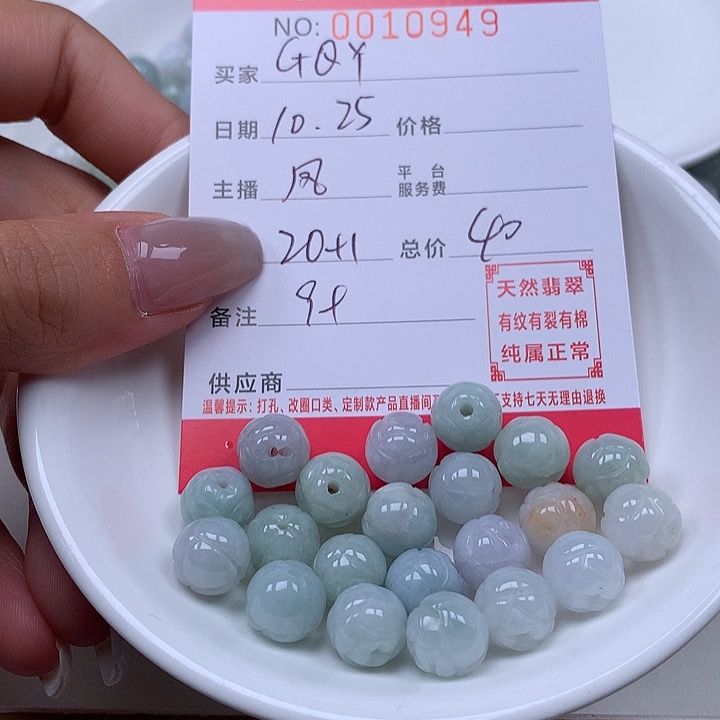 NO: 0010949
买家 GQY
日期 10.25 价格
主播 凤 平台服务费
20+1 总价 40
备注
天然翡翠
有纹有裂有棉
纯属正常
供应商
温馨提示：打孔、改圈口类、定制款产品直播间 支持七天无理由退换